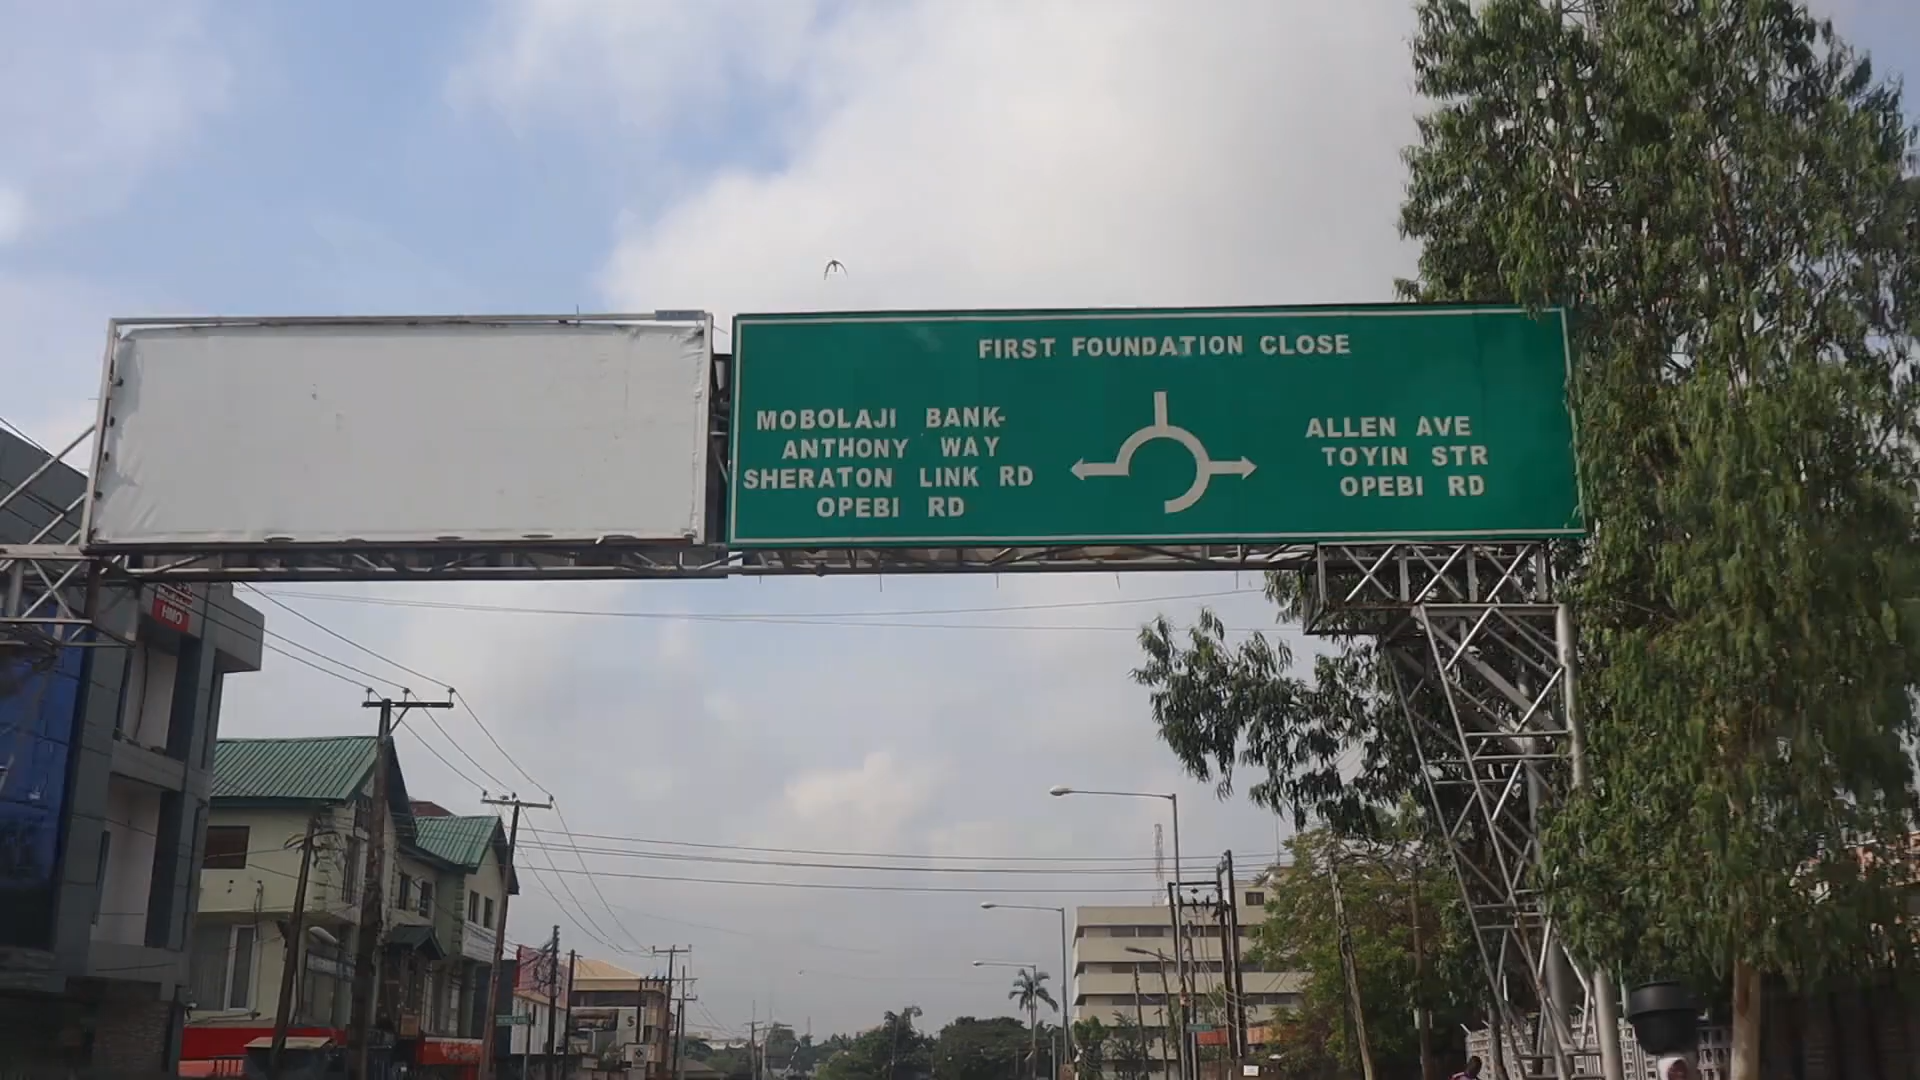 FIRST FOUNDATION CLOSE
MOBOLAJI BANK-
ANTHONY WAY
SHERATON LINK RD
OPEBI RD
ALLEN AVE
TOYIN STR
OPEBI RD